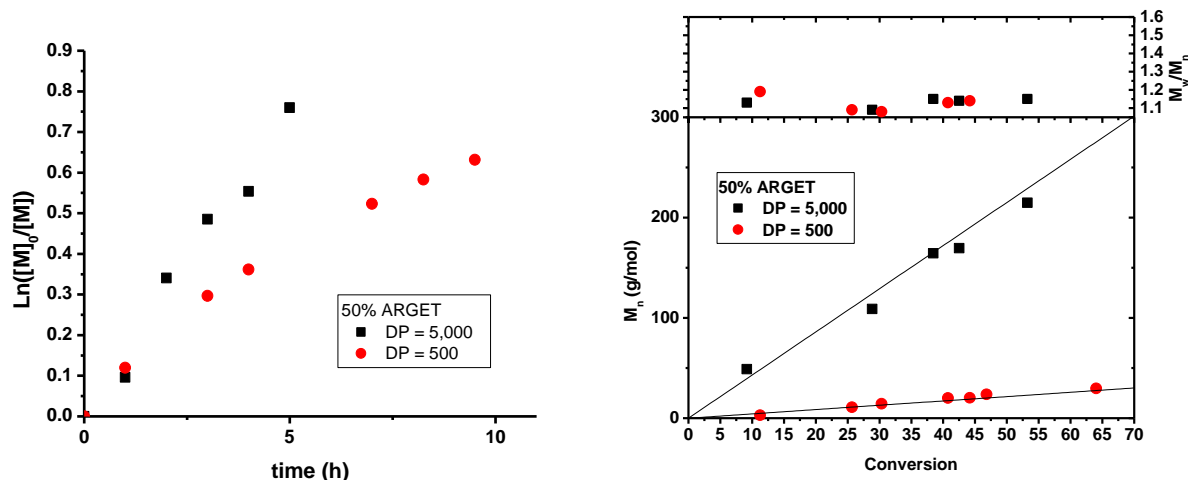 0.9
0.8
0.7
0.6
0.5
0.4
0.3
0.2
0.1
0.0
Ln([M]0/[M])
50% ARGET
DP = 5,000
DP = 500
0 5 10
time (h)
1.6
1.5
1.4
1.3
1.2
1.1
Mw/Mn
300
200
100
0
Mn (g/mol)
50% ARGET
DP = 5,000
DP = 500
0 5 10 15 20 25 30 35 40 45 50 55 60 65 70
Conversion